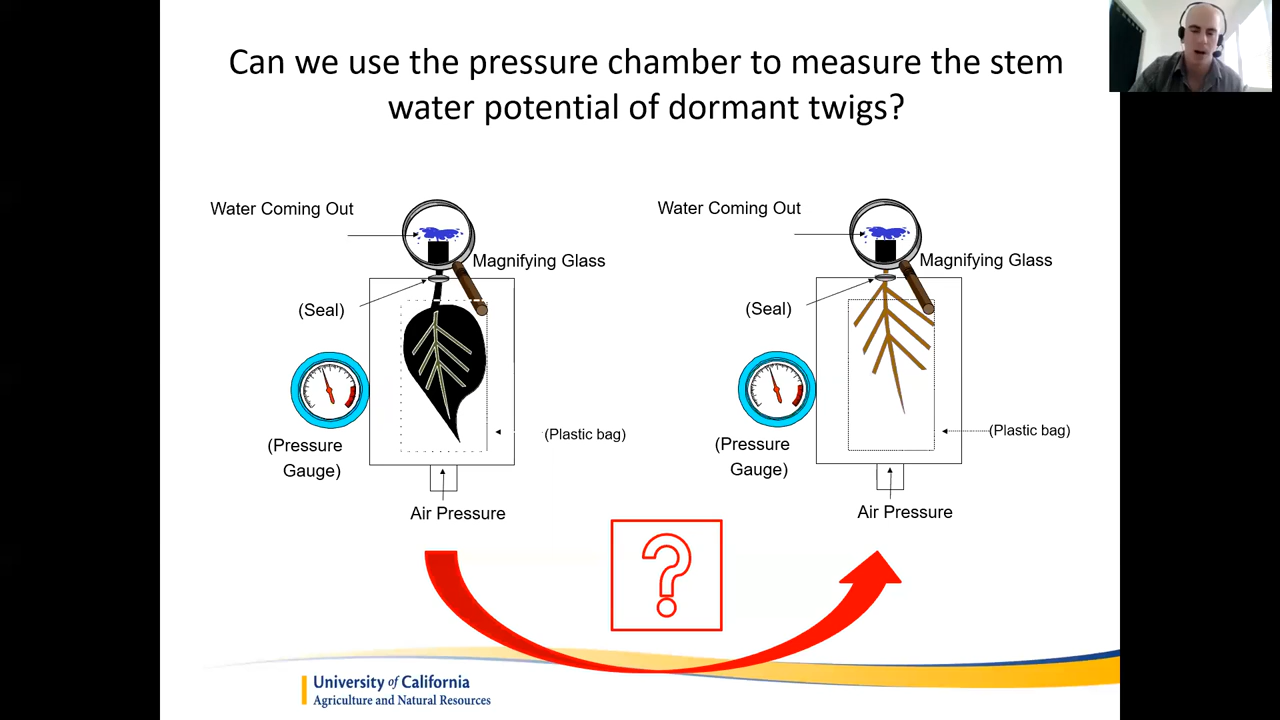 Can we use the pressure chamber to measure the stem
water potential of dormant twigs?
Water Coming Out
Magnifying Glass
(Seal)
(Pressure
Gauge)
(Plastic bag)
Air Pressure
Water Coming Out
Magnifying Glass
(Seal)
(Pressure
Gauge)
(Plastic bag)
Air Pressure
?
University of California
Agriculture and Natural Resources